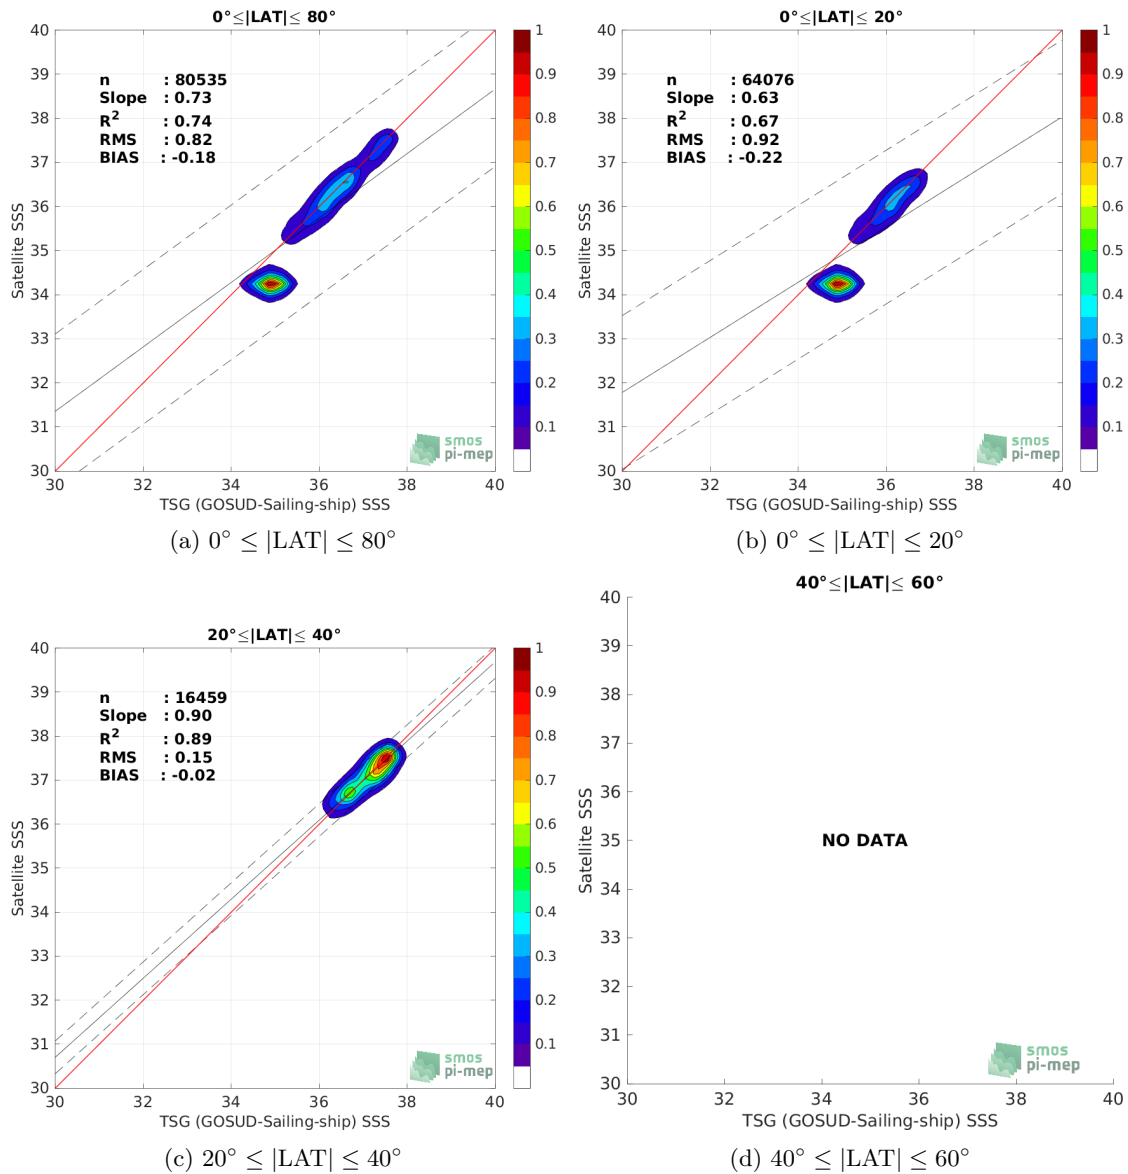 0°≤|LAT|≤ 80°
n : 80535
Slope : 0.73
R² : 0.74
RMS : 0.82
BIAS : -0.18
40
39
38
37
36
35
34
33
32
31
30
Satellite SSS
30 32 34 36 38 40
TSG (GOSUD-Sailing-ship) SSS
1
0.9
0.8
0.7
0.6
0.5
0.4
0.3
0.2
0.1
smos
pi-mep
(a) 0° ≤ |LAT| ≤ 80°
0°≤|LAT|≤ 20°
n : 64076
Slope : 0.63
R² : 0.67
RMS : 0.92
BIAS : -0.22
40
39
38
37
36
35
34
33
32
31
30
Satellite SSS
30 32 34 36 38 40
TSG (GOSUD-Sailing-ship) SSS
1
0.9
0.8
0.7
0.6
0.5
0.4
0.3
0.2
0.1
smos
pi-mep
(b) 0° ≤ |LAT| ≤ 20°
20°≤|LAT|≤ 40°
n : 16459
Slope : 0.90
R² : 0.89
RMS : 0.15
BIAS : -0.02
40
39
38
37
36
35
34
33
32
31
30
Satellite SSS
30 32 34 36 38 40
TSG (GOSUD-Sailing-ship) SSS
1
0.9
0.8
0.7
0.6
0.5
0.4
0.3
0.2
0.1
smos
pi-mep
(c) 20° ≤ |LAT| ≤ 40°
40°≤|LAT|≤ 60°
40
39
38
37
36
35
34
33
32
31
30
Satellite SSS
NO DATA
30 32 34 36 38 40
TSG (GOSUD-Sailing-ship) SSS
smos
pi-mep
(d) 40° ≤ |LAT| ≤ 60°